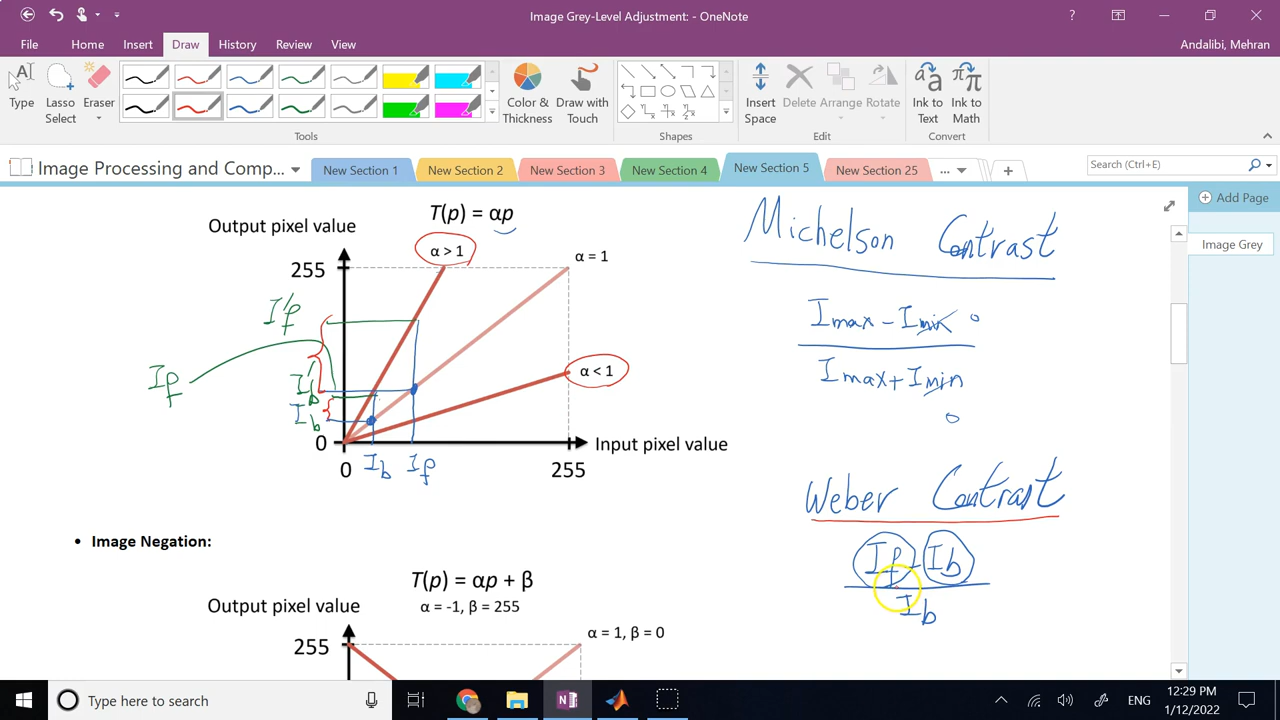 Image Grey-Level Adjustment: - OneNote
?
File Home Insert Draw History Review View
Andalibi, Mehran
Type
Lasso Select
Eraser
Color & Thickness
Draw with Touch
Insert Space
Delete
Arrange
Rotate
Ink to Text
Ink to Math
Tools
Shapes
Edit
Convert
Image Processing and Comp...
New Section 1
New Section 2
New Section 3
New Section 4
New Section 5
New Section 25
...
Search (Ctrl+E)
Add Page
Image Grey
T(p) = αp
Output pixel value
α > 1
α = 1
255
I'f
If
I'b
Ib
α < 1
0
Input pixel value
0
Ib
If
255
Michelson Contrast
Imax - Imin 0
Imax + Imin
0
Weber Contrast
If - Ib
Ib
• Image Negation:
T(p) = αp + β
Output pixel value
α = -1, β = 255
α = 1, β = 0
255
Type here to search
ENG
12:29 PM
1/12/2022